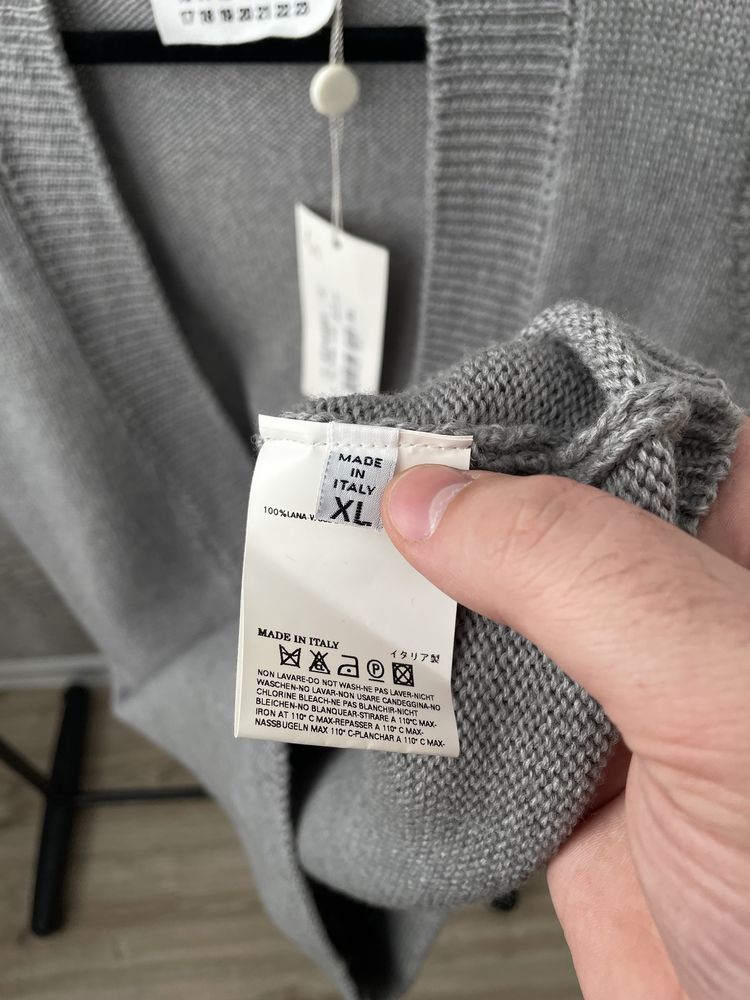 17 18 19 20 21 22 23
MADE
IN
ITALY
XL
100%LANA
MADE IN ITALY
イタリア製
P
NON LAVARE-DO NOT WASH-NE PAS LAVER-NICHT
WASCHEN-NO LAVAR-NON USARE CANDEGGINA-NO
CHLORINE BLEACH-NE PAS BLANCHIR-NICHT
BLEICHEN-NO BLANQUEAR-STIRARE A 110°C MAX-
IRON AT 110° C MAX-REPASSER A 110° C MAX-
NASSBUGELN MAX 110° C-PLANCHAR A 110° C MAX-